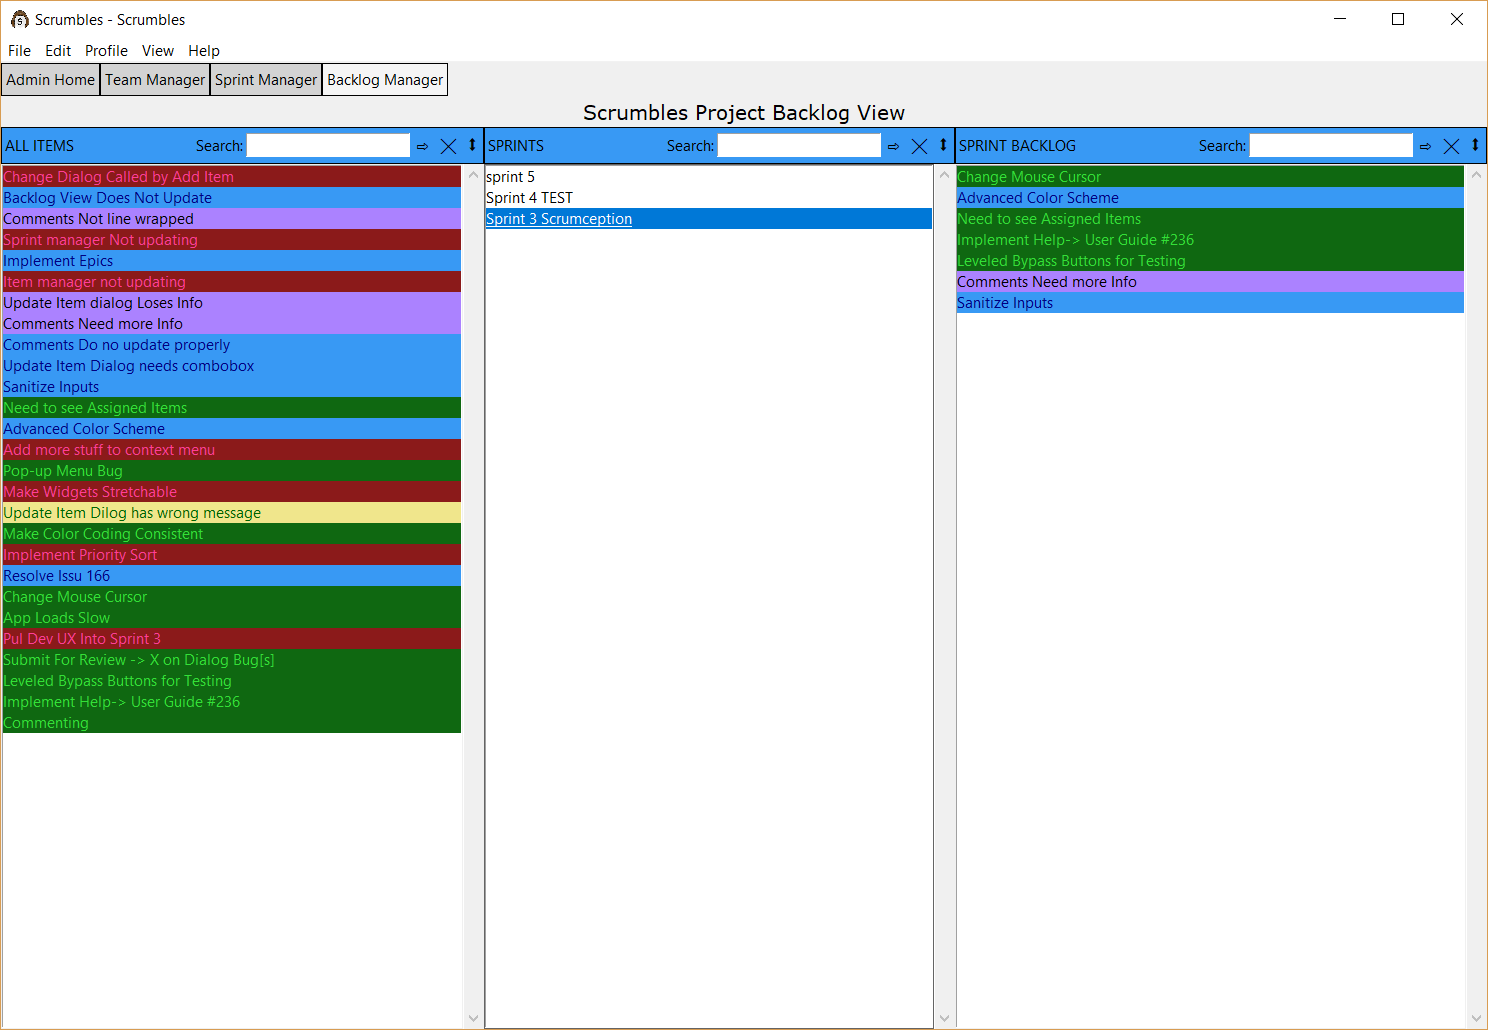 Scrumbles - Scrumbles
File Edit Profile View Help
Admin Home Team Manager Sprint Manager Backlog Manager
Scrumbles Project Backlog View
ALL ITEMS Search:
Change Dialog Called by Add Item
Backlog View Does Not Update
Comments Not line wrapped
Sprint manager Not updating
Implement Epics
Item manager not updating
Update Item dialog Loses Info
Comments Need more Info
Comments Do no update properly
Update Item Dialog needs combobox
Sanitize Inputs
Need to see Assigned Items
Advanced Color Scheme
Add more stuff to context menu
Pop-up Menu Bug
Make Widgets Stretchable
Update Item Dilog has wrong message
Make Color Coding Consistent
Implement Priority Sort
Resolve Issu 166
Change Mouse Cursor
App Loads Slow
Pul Dev UX Into Sprint 3
Submit For Review -> X on Dialog Bug[s]
Leveled Bypass Buttons for Testing
Implement Help-> User Guide #236
Commenting
SPRINTS Search:
sprint 5
Sprint 4 TEST
Sprint 3 Scrumception
SPRINT BACKLOG Search:
Change Mouse Cursor
Advanced Color Scheme
Need to see Assigned Items
Implement Help-> User Guide #236
Leveled Bypass Buttons for Testing
Comments Need more Info
Sanitize Inputs